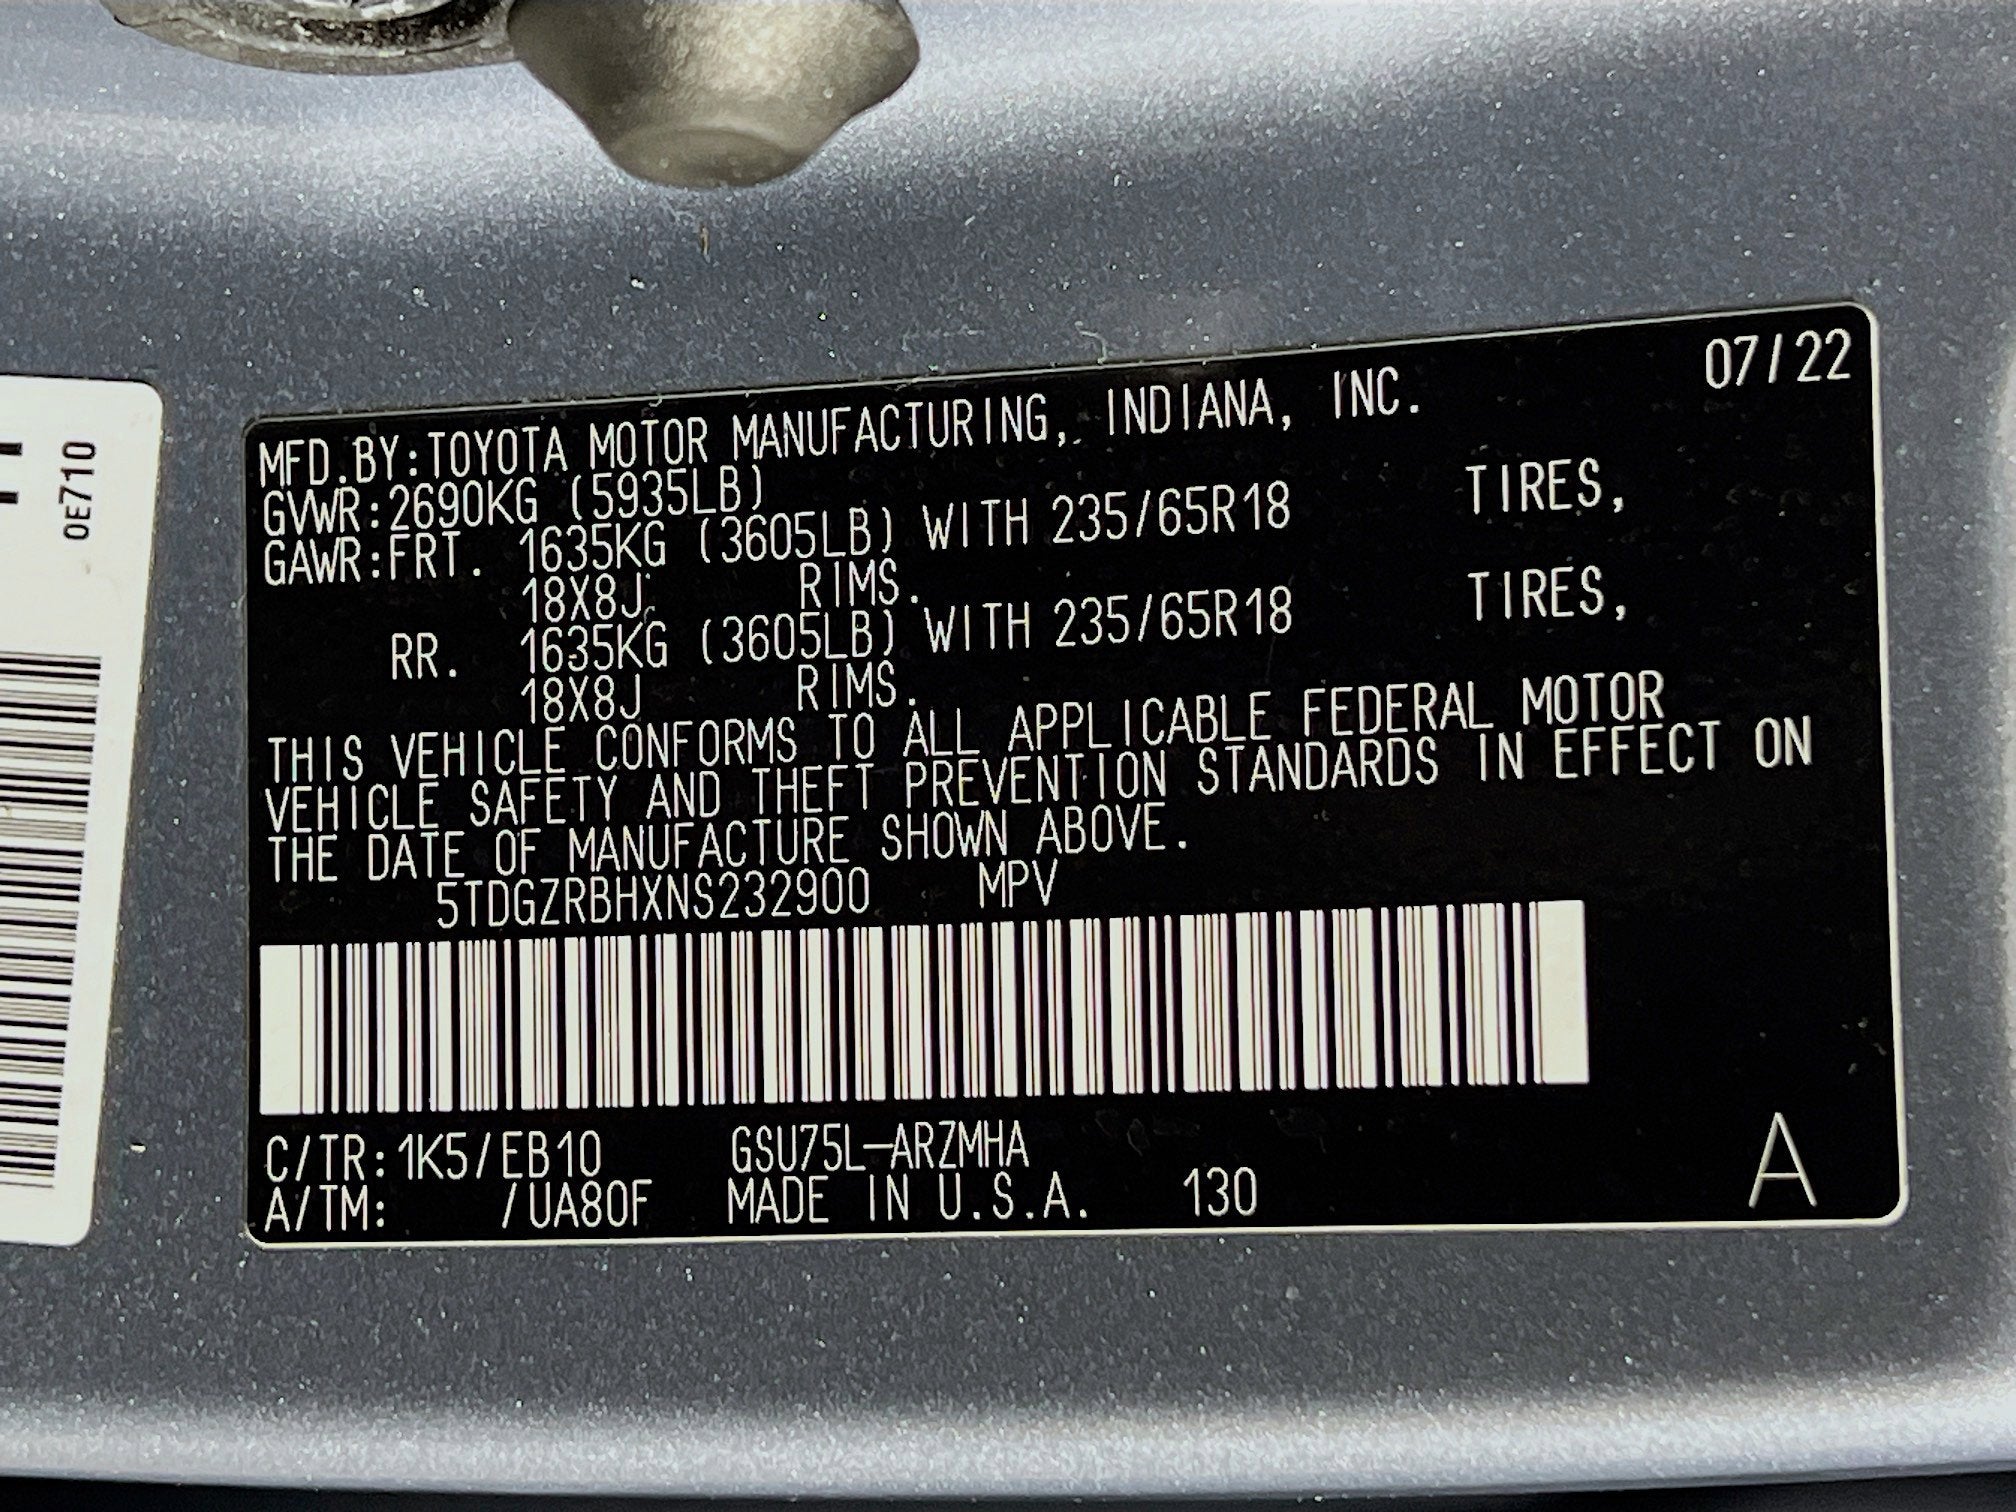 07/22
MFD.BY:TOYOTA MOTOR MANUFACTURING, INDIANA, INC.
GVWR:2690KG (5935LB)
GAWR:FRT. 1635KG (3605LB) WITH 235/65R18 TIRES,
18X8J RIMS.
RR. 1635KG (3605LB) WITH 235/65R18 TIRES,
18X8J RIMS.
THIS VEHICLE CONFORMS TO ALL APPLICABLE FEDERAL MOTOR
VEHICLE SAFETY AND THEFT PREVENTION STANDARDS IN EFFECT ON
THE DATE OF MANUFACTURE SHOWN ABOVE.
5TDGZRBHXNS232900 MPV
C/TR:1K5/EB10 GSU75L-ARZMHA
A/TM: /UA80F MADE IN U.S.A. 130
A
0E710